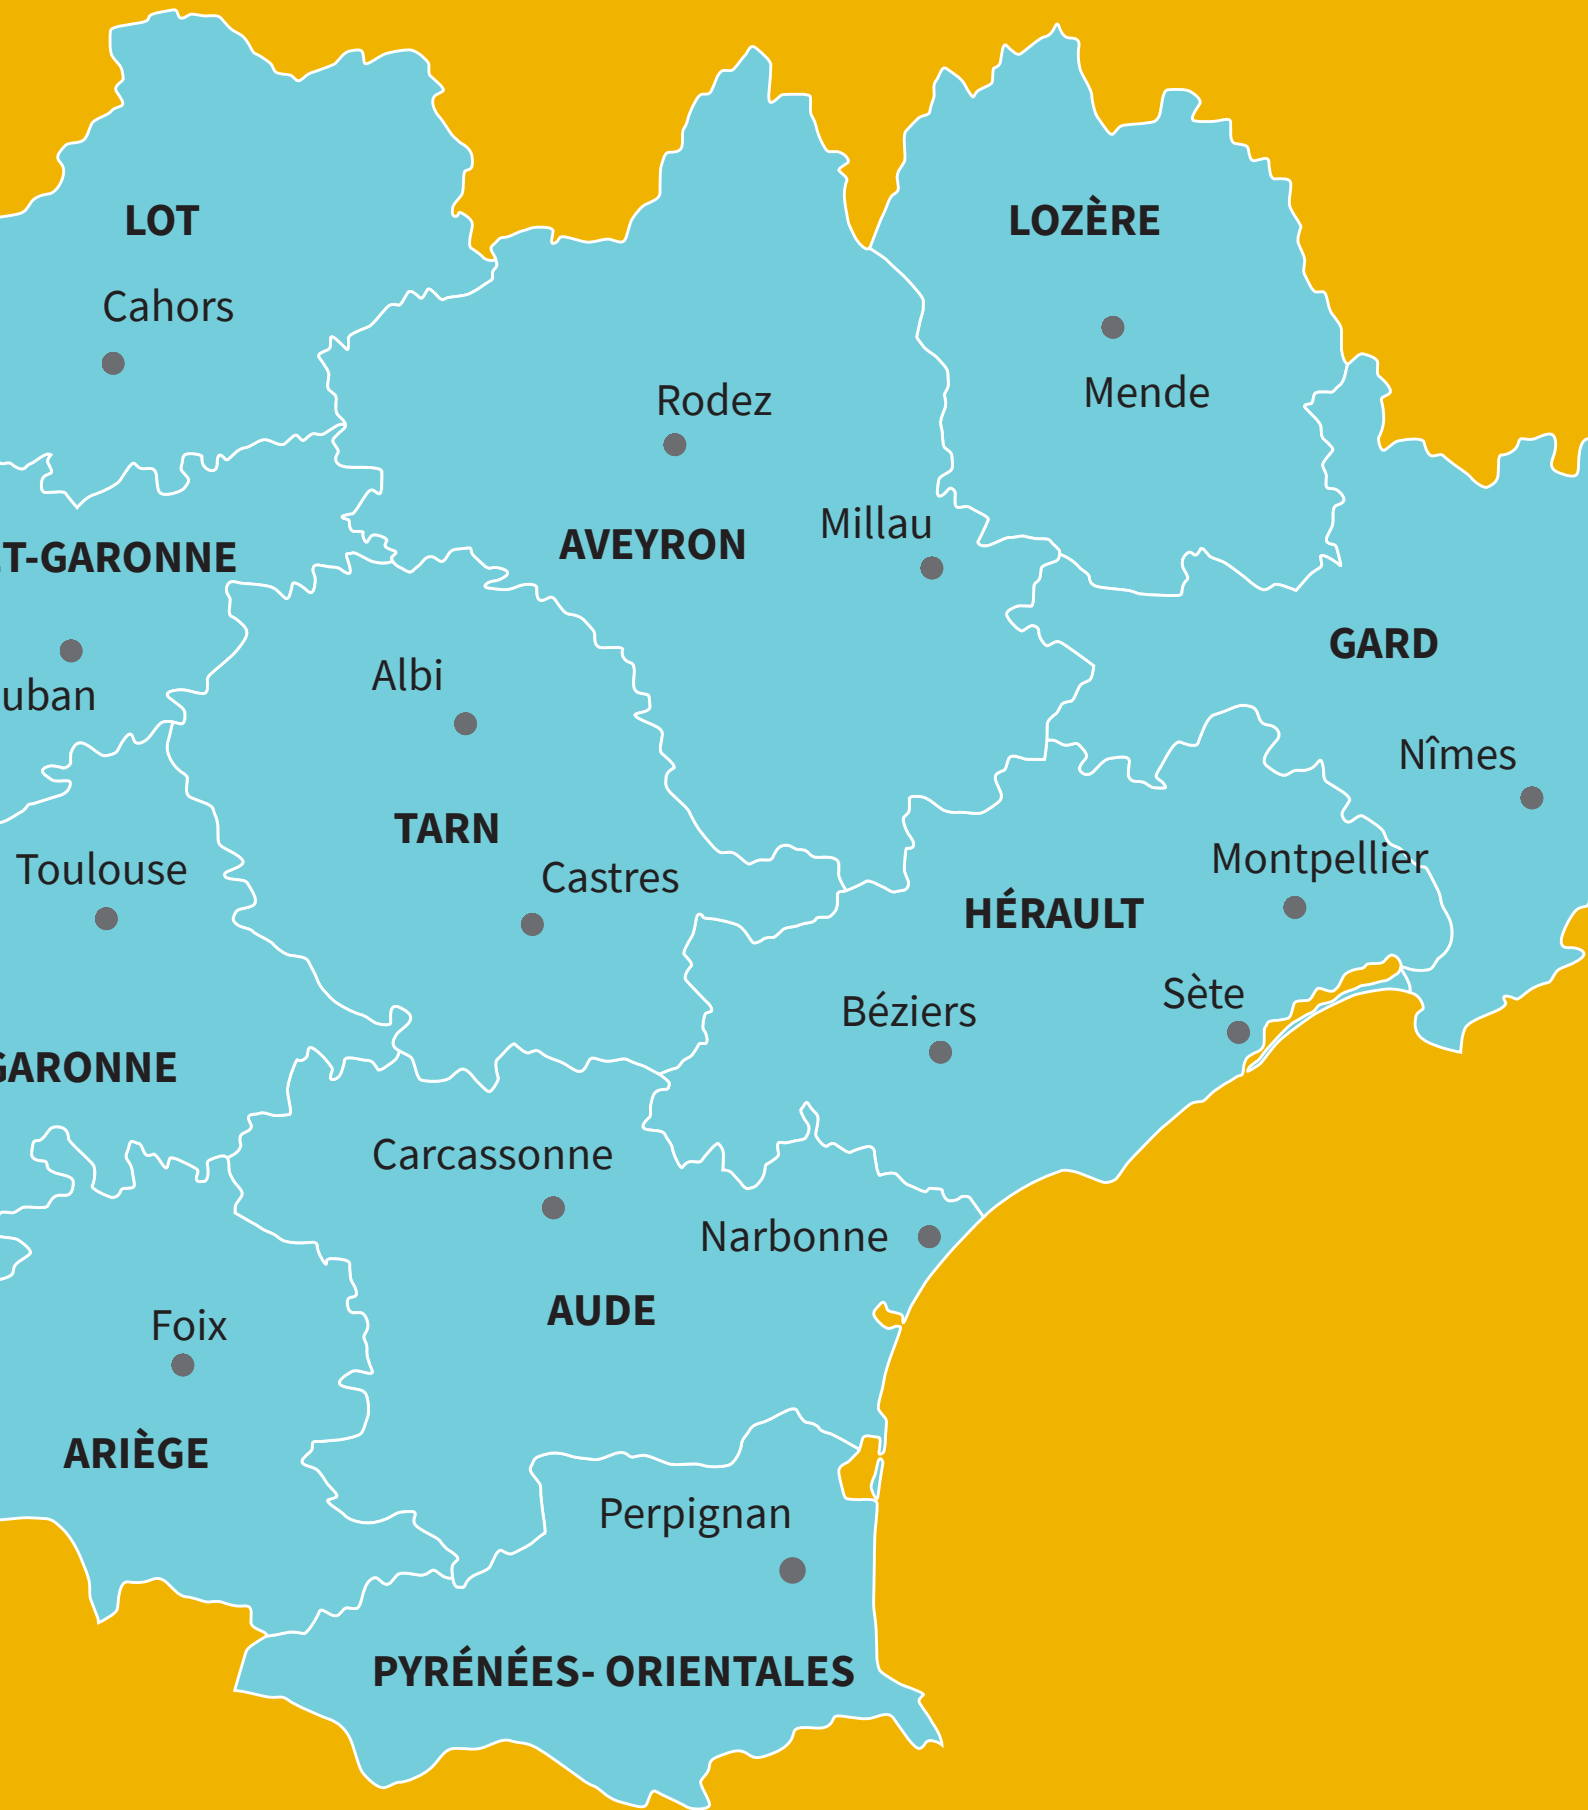 LOT
LOZÈRE
Cahors
Rodez
Mende
Millau
AVEYRON
T-GARONNE
GARD
Albi
uban
Nîmes
TARN
Montpellier
Toulouse
Castres
HÉRAULT
Sète
Béziers
GARONNE
Carcassonne
Narbonne
AUDE
Foix
ARIÈGE
Perpignan
PYRÉNÉES- ORIENTALES